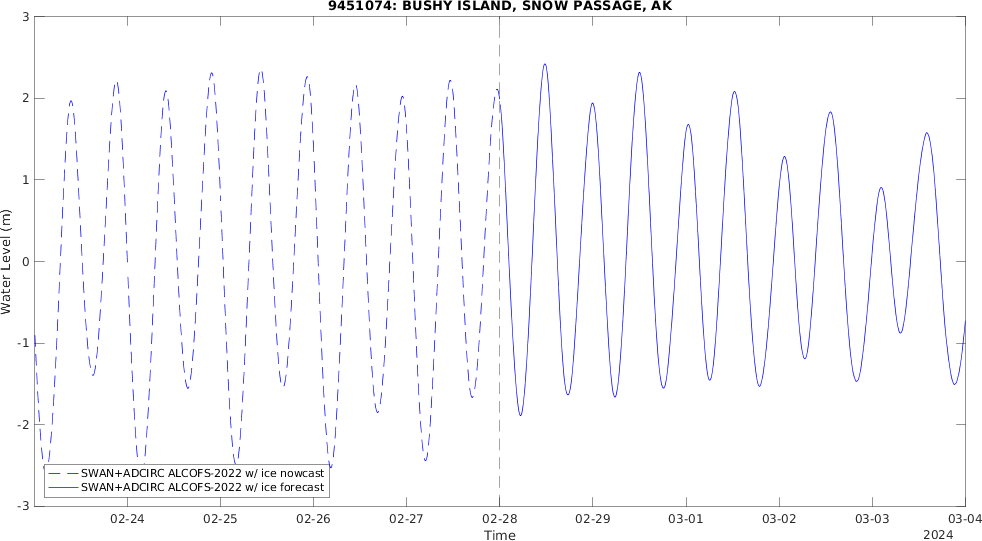 9451074: BUSHY ISLAND, SNOW PASSAGE, AK
3
2
1
0
-1
-2
-3
Water Level (m)
SWAN+ADCIRC ALCOFS-2022 w/ ice nowcast
SWAN+ADCIRC ALCOFS-2022 w/ ice forecast
02-24 02-25 02-26 02-27 02-28 02-29 03-01 03-02 03-03 03-04
Time
2024